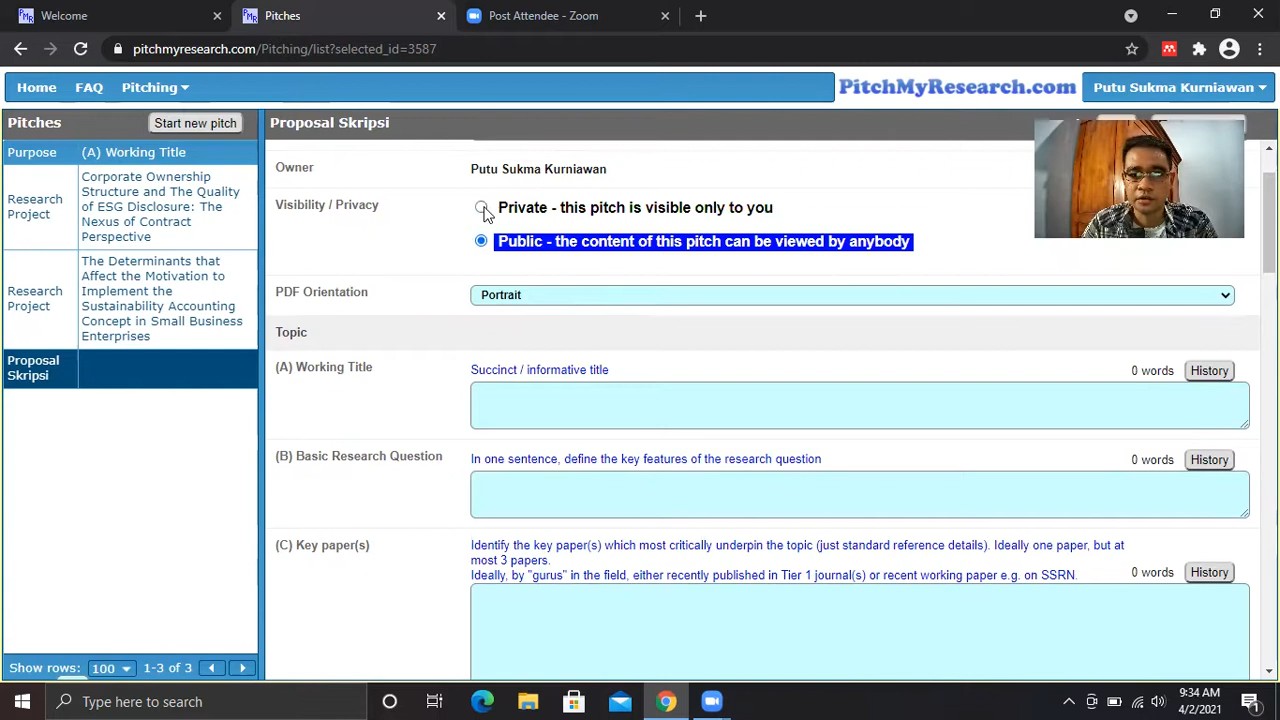 Welcome
Pitches
Post Attendee - Zoom
pitchmyresearch.com/Pitching/list?selected_id=3587
Home FAQ Pitching
PitchMyResearch.com
Putu Sukma Kurniawan
Pitches
Start new pitch
Proposal Skripsi
Purpose
(A) Working Title
Research Project
Corporate Ownership
Structure and The Quality
of ESG Disclosure: The
Nexus of Contract
Perspective
Research Project
The Determinants that
Affect the Motivation to
Implement the
Sustainability Accounting
Concept in Small Business
Enterprises
Proposal
Skripsi
Show rows: 100 1-3 of 3
Owner
Putu Sukma Kurniawan
Visibility / Privacy
Private - this pitch is visible only to you
Public - the content of this pitch can be viewed by anybody
PDF Orientation
Portrait
Topic
(A) Working Title
Succinct / informative title
0 words
History
(B) Basic Research Question
In one sentence, define the key features of the research question
0 words
History
(C) Key paper(s)
Identify the key paper(s) which most critically underpin the topic (just standard reference details). Ideally one paper, but at
most 3 papers.
Ideally, by "gurus" in the field, either recently published in Tier 1 journal(s) or recent working paper e.g. on SSRN.
0 words
History
Type here to search
9:34 AM
4/2/2021